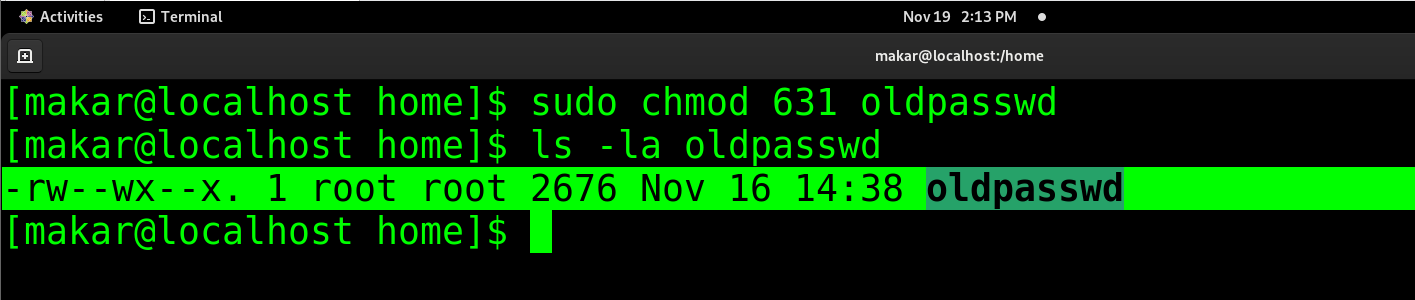 Activities Terminal Nov 19 2:13 PM
makar@localhost:/home
[makar@localhost home]$ sudo chmod 631 oldpasswd
[makar@localhost home]$ ls -la oldpasswd
-rw--wx--x. 1 root root 2676 Nov 16 14:38 oldpasswd
[makar@localhost home]$